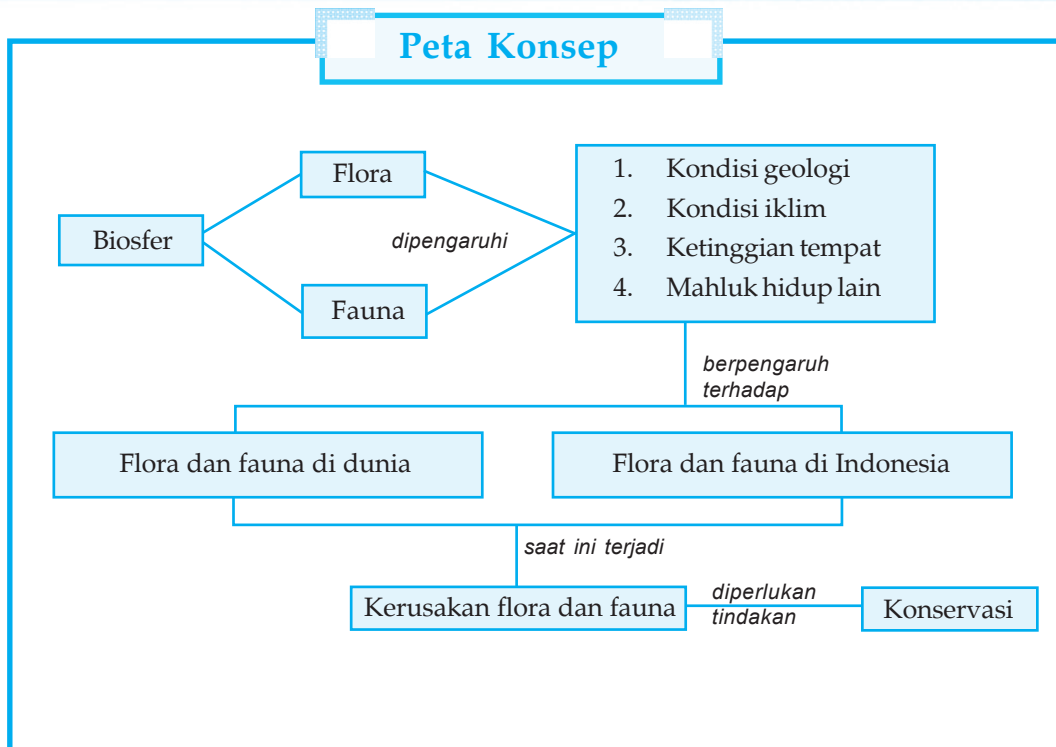 Peta Konsep
Flora
Biosfer
dipengaruhi
Fauna
1. Kondisi geologi
2. Kondisi iklim
3. Ketinggian tempat
4. Mahluk hidup lain
berpengaruh
terhadap
Flora dan fauna di dunia
Flora dan fauna di Indonesia
saat ini terjadi
Kerusakan flora dan fauna
diperlukan
tindakan
Konservasi